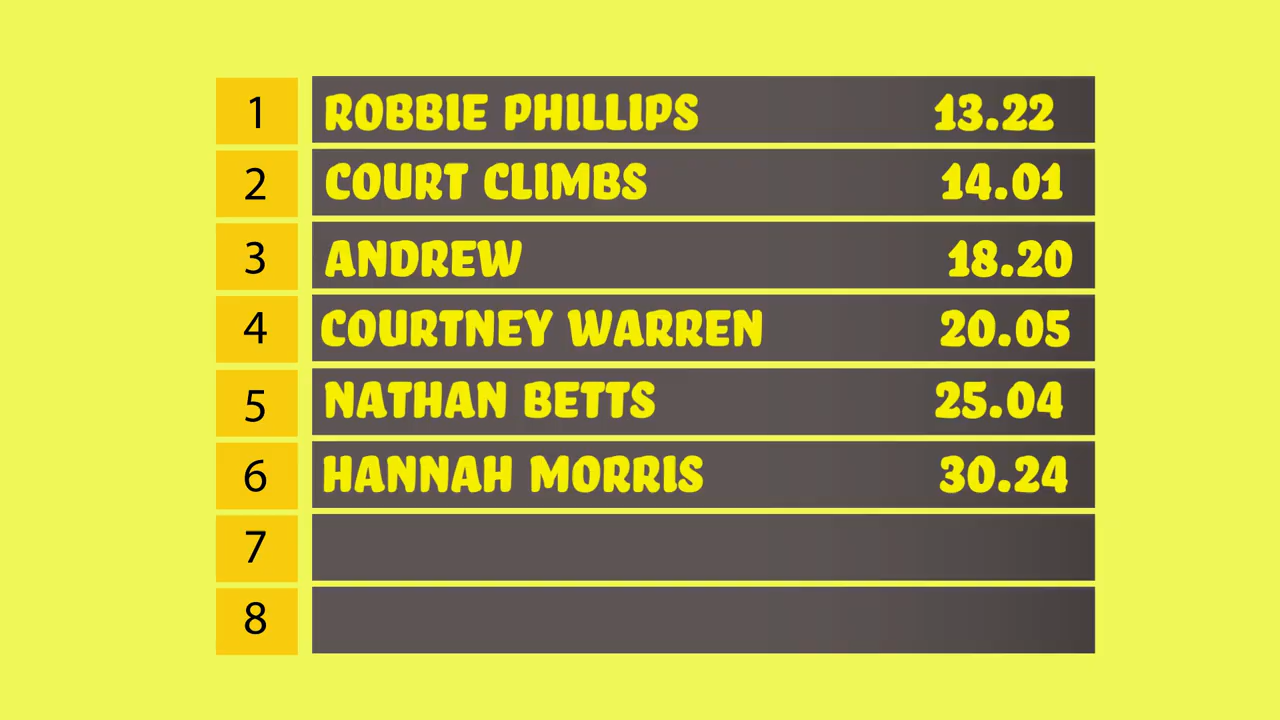 1 ROBBIE PHILLIPS 13.22
2 COURT CLIMBS 14.01
3 ANDREW 18.20
4 COURTNEY WARREN 20.05
5 NATHAN BETTS 25.04
6 HANNAH MORRIS 30.24
7
8